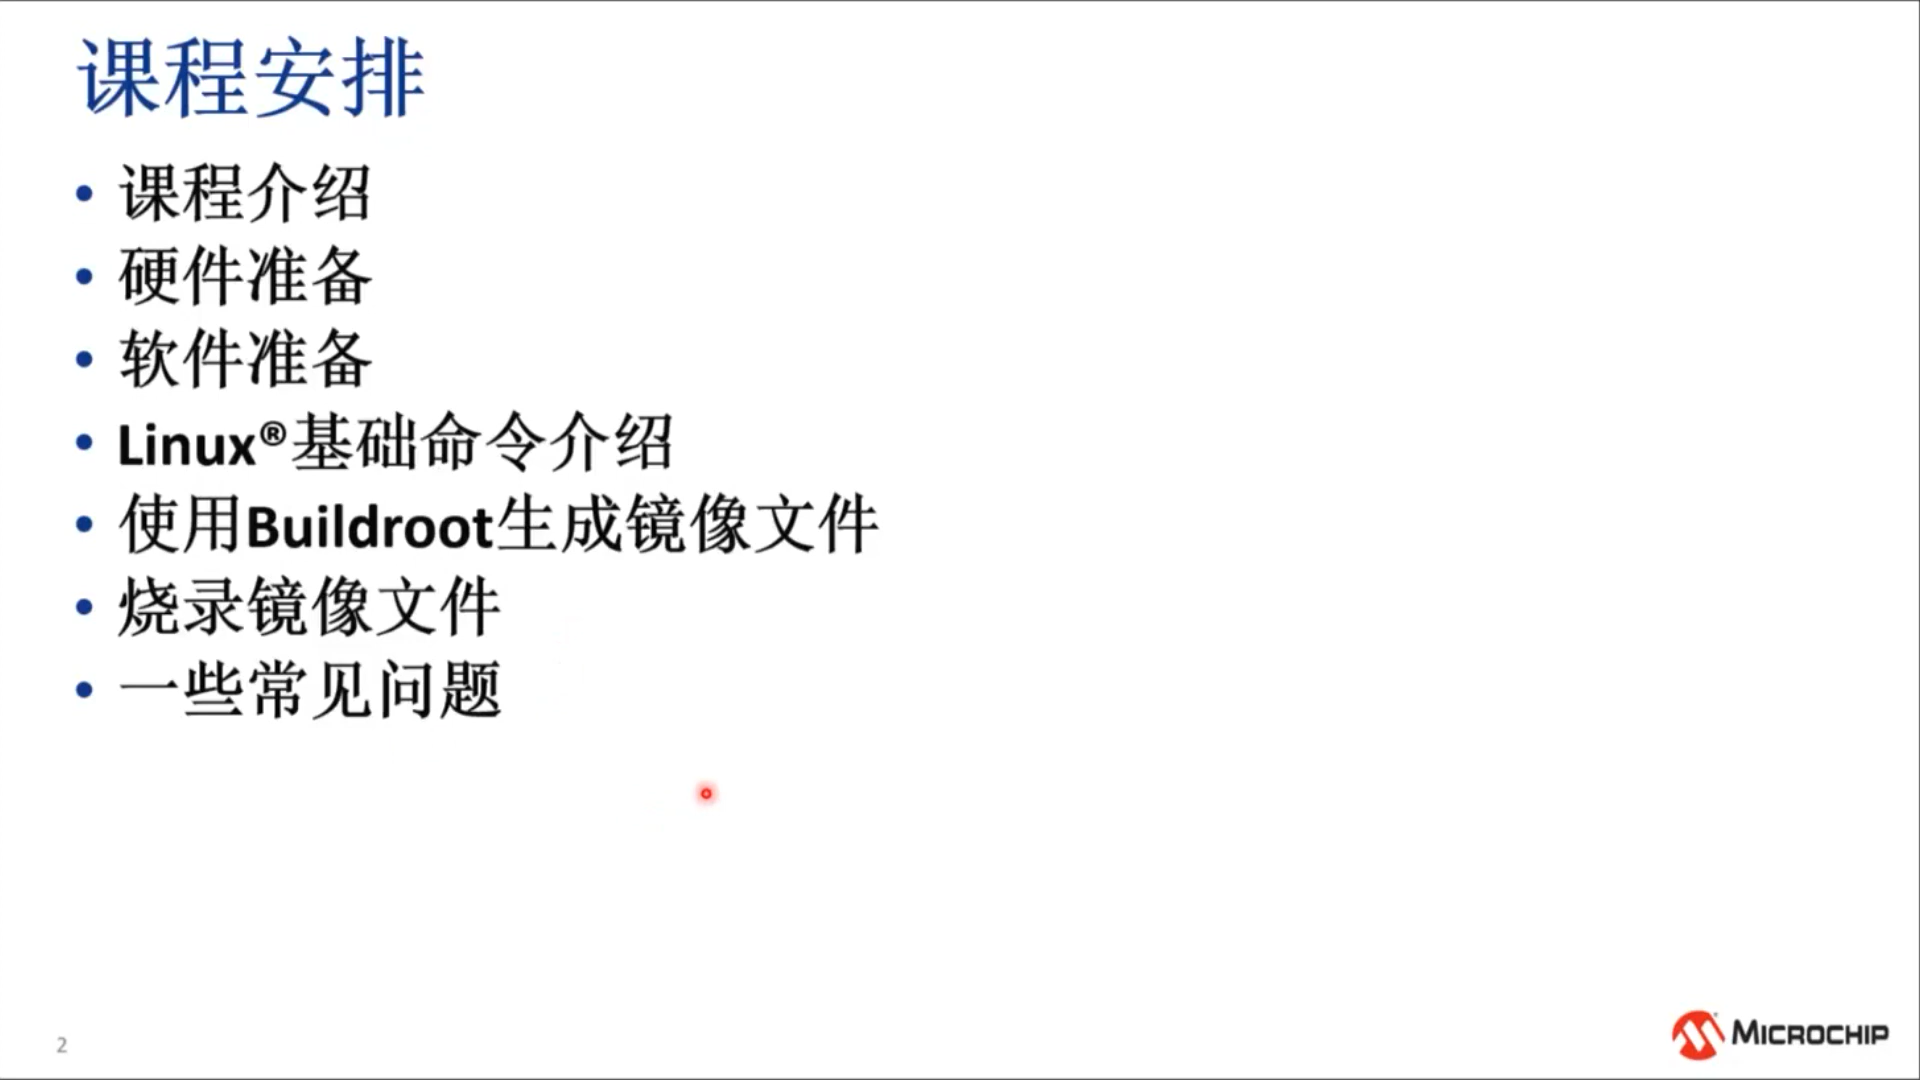 课程安排
• 课程介绍
• 硬件准备
• 软件准备
• Linux®基础命令介绍
• 使用Buildroot生成镜像文件
• 烧录镜像文件
• 一些常见问题
2
MICROCHIP